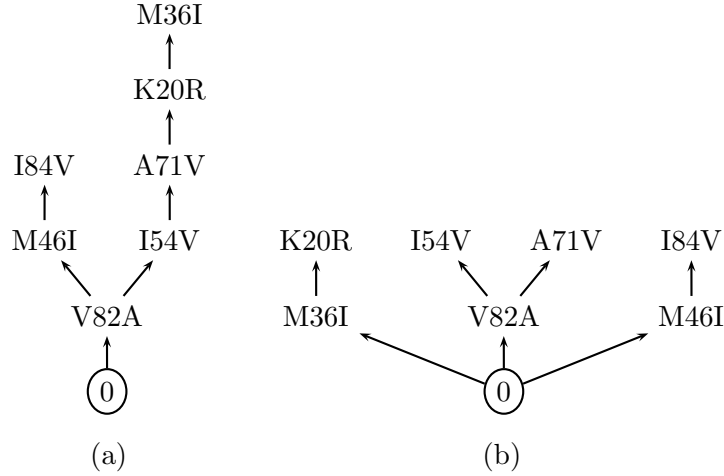 M36I
K20R
I84V A71V
M46I I54V K20R I54V A71V I84V
V82A M36I V82A M46I
0 0
(a) (b)